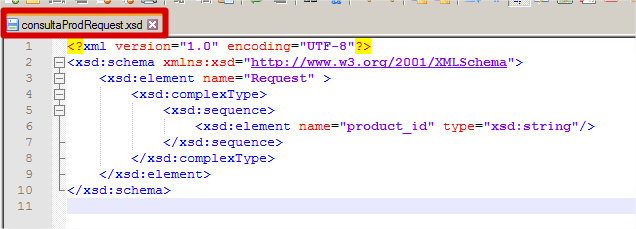 consultaProdRequest.xsd
1 <?xml version="1.0" encoding="UTF-8"?>
2 <xsd:schema xmlns:xsd="http://www.w3.org/2001/XMLSchema">
3 <xsd:element name="Request" >
4 <xsd:complexType>
5 <xsd:sequence>
6 <xsd:element name="product_id" type="xsd:string"/>
7 </xsd:sequence>
8 </xsd:complexType>
9 </xsd:element>
10 </xsd:schema>
11